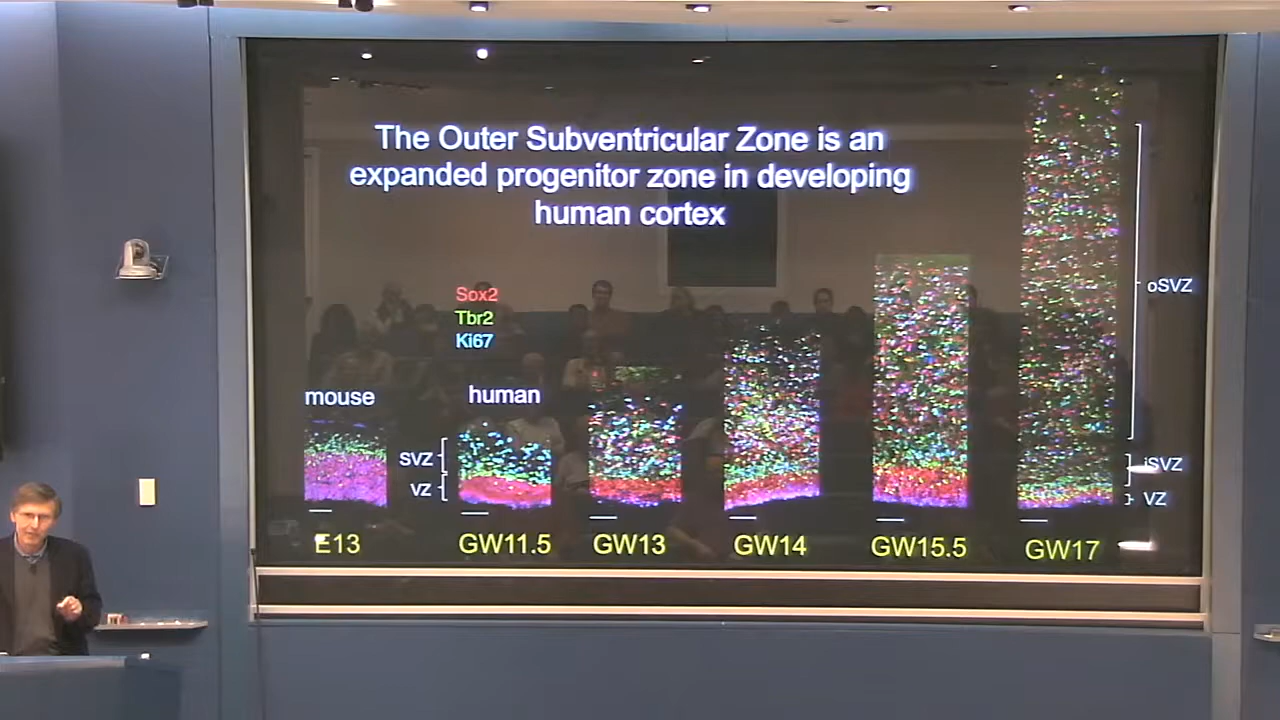 The Outer Subventricular Zone is an
expanded progenitor zone in developing
human cortex
Sox2
Tbr2
Ki67
mouse
human
SVZ
VZ
oSVZ
iSVZ
VZ
E13
GW11.5
GW13
GW14
GW15.5
GW17